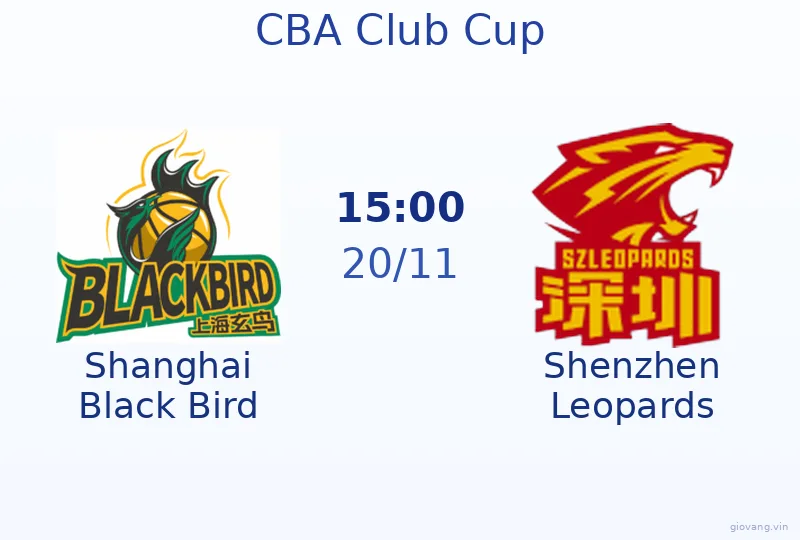 CBA Club Cup
BLACKBIRD
上海玄鸟
15:00
20/11
SZLEOPARDS
深圳
Shanghai
Black Bird
Shenzhen
Leopards
giovang.vin